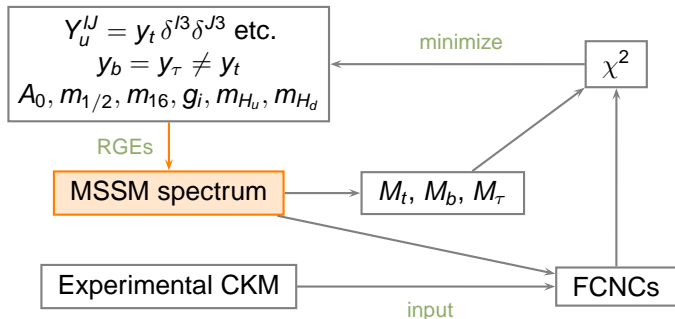 Y_u^{IJ} = y_t δ^{I3}δ^{J3} etc.
y_b = y_τ ≠ y_t
A_0, m_{1/2}, m_{16}, g_i, m_{H_u}, m_{H_d}
minimize
χ²
RGEs
MSSM spectrum
M_t, M_b, M_τ
Experimental CKM
input
FCNCs